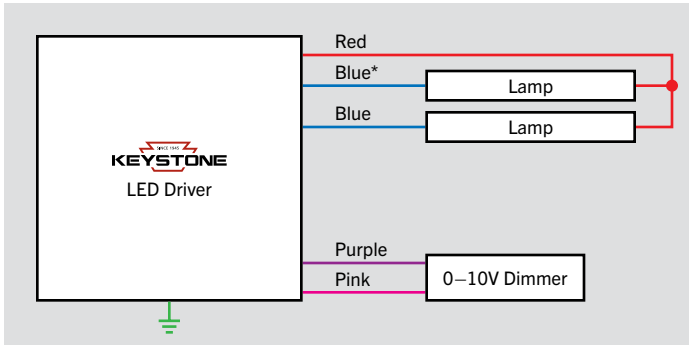 Red
Blue*
Lamp
Blue
Lamp
SINCE 1945
KEYSTONE
LED Driver
Purple
Pink
0–10V Dimmer